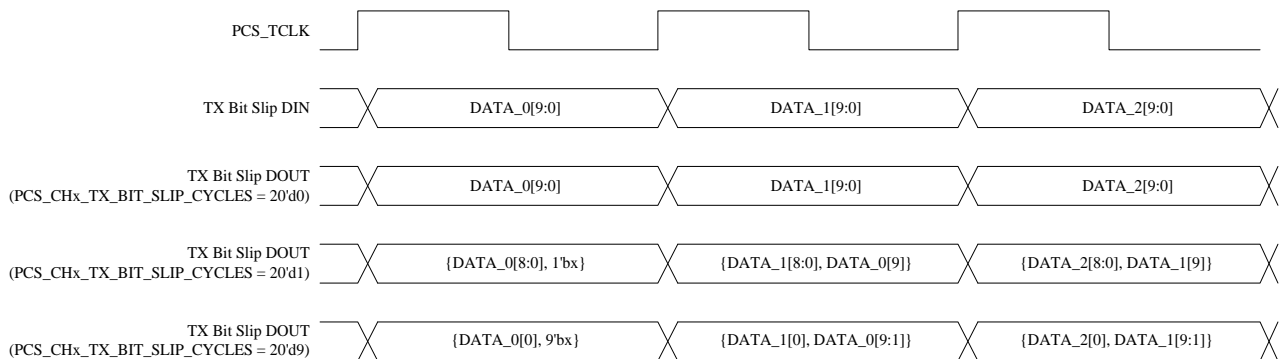 PCS_TCLK
TX Bit Slip DIN
DATA_0[9:0]
DATA_1[9:0]
DATA_2[9:0]
TX Bit Slip DOUT
(PCS_CHx_TX_BIT_SLIP_CYCLES = 20'd0)
DATA_0[9:0]
DATA_1[9:0]
DATA_2[9:0]
TX Bit Slip DOUT
(PCS_CHx_TX_BIT_SLIP_CYCLES = 20'd1)
{DATA_0[8:0], 1'bx}
{DATA_1[8:0], DATA_0[9]}
{DATA_2[8:0], DATA_1[9]}
TX Bit Slip DOUT
(PCS_CHx_TX_BIT_SLIP_CYCLES = 20'd9)
{DATA_0[0], 9'bx}
{DATA_1[0], DATA_0[9:1]}
{DATA_2[0], DATA_1[9:1]}